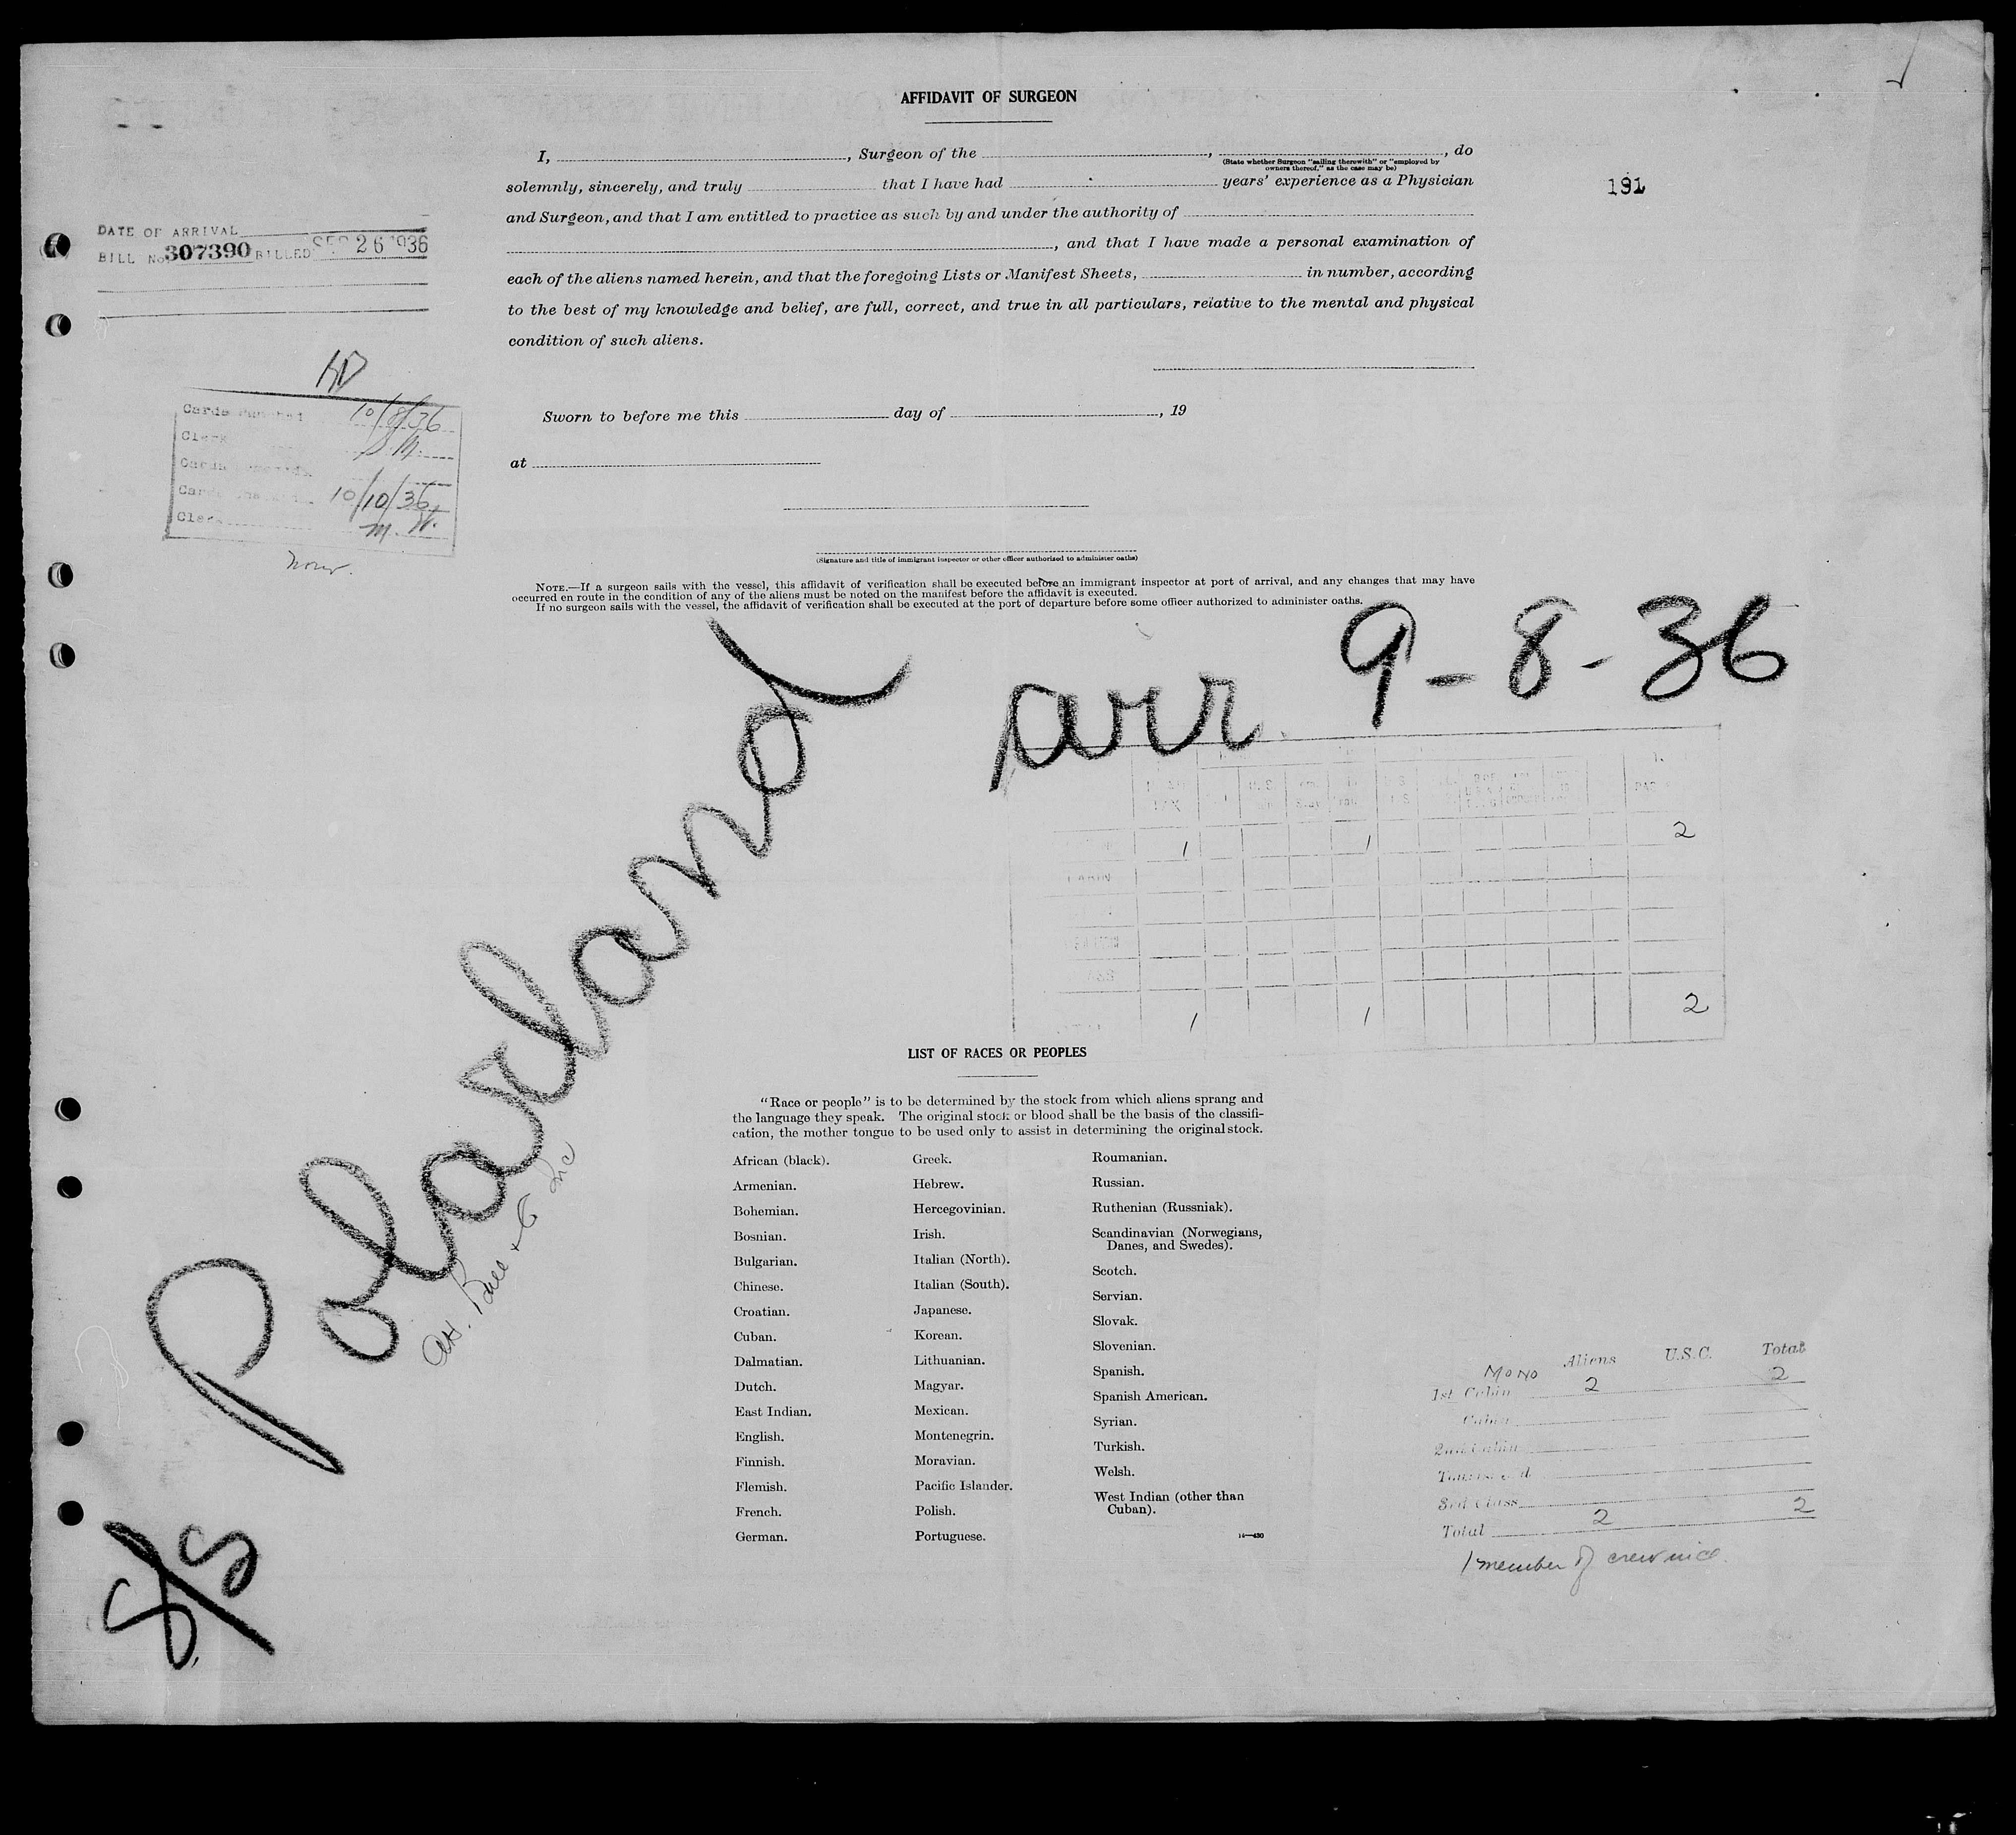 AFFIDAVIT OF SURGEON
I, , Surgeon of the , , do
(State whether Surgeon "sailing therewith" or "employed by
owners thereof," as the case may be)
solemnly, sincerely, and truly that I have had years' experience as a Physician
and Surgeon, and that I am entitled to practice as such by and under the authority of
, and that I have made a personal examination of
each of the aliens named herein, and that the foregoing Lists or Manifest Sheets, in number, according
to the best of my knowledge and belief, are full, correct, and true in all particulars, relative to the mental and physical
condition of such aliens.
Sworn to before me this day of , 19
at
(Signature and title of immigrant inspector or other officer authorized to administer oaths)
NOTE.—If a surgeon sails with the vessel, this affidavit of verification shall be executed before an immigrant inspector at port of arrival, and any changes that may have
occurred en route in the condition of any of the aliens must be noted on the manifest before the affidavit is executed.
If no surgeon sails with the vessel, the affidavit of verification shall be executed at the port of departure before some officer authorized to administer oaths.
191
DATE OF ARRIVAL
BILL No 307390 BILLED SEP 26 1936
Cards 10/8/36
Clerk
Cards
Card 10/10/36
Clerk M. W.
arr. 9-8-36
S/S
1 1 2
1 1 2
LIST OF RACES OR PEOPLES
"Race or people" is to be determined by the stock from which aliens sprang and
the language they speak. The original stock or blood shall be the basis of the classifi-
cation, the mother tongue to be used only to assist in determining the original stock.
African (black).
Armenian.
Bohemian.
Bosnian.
Bulgarian.
Chinese.
Croatian.
Cuban.
Dalmatian.
Dutch.
East Indian.
English.
Finnish.
Flemish.
French.
German.
Greek.
Hebrew.
Hercegovinian.
Irish.
Italian (North).
Italian (South).
Japanese.
Korean.
Lithuanian.
Magyar.
Mexican.
Montenegrin.
Moravian.
Pacific Islander.
Polish.
Portuguese.
Roumanian.
Russian.
Ruthenian (Russniak).
Scandinavian (Norwegians,
Danes, and Swedes).
Scotch.
Servian.
Slovak.
Slovenian.
Spanish.
Spanish American.
Syrian.
Turkish.
Welsh.
West Indian (other than
Cuban).
14—430
Aliens U.S.C. Total
MONO
1st Cabin 2 2
Cabin
2nd Cabin
3rd Class
Total 2 2
1 member of crew